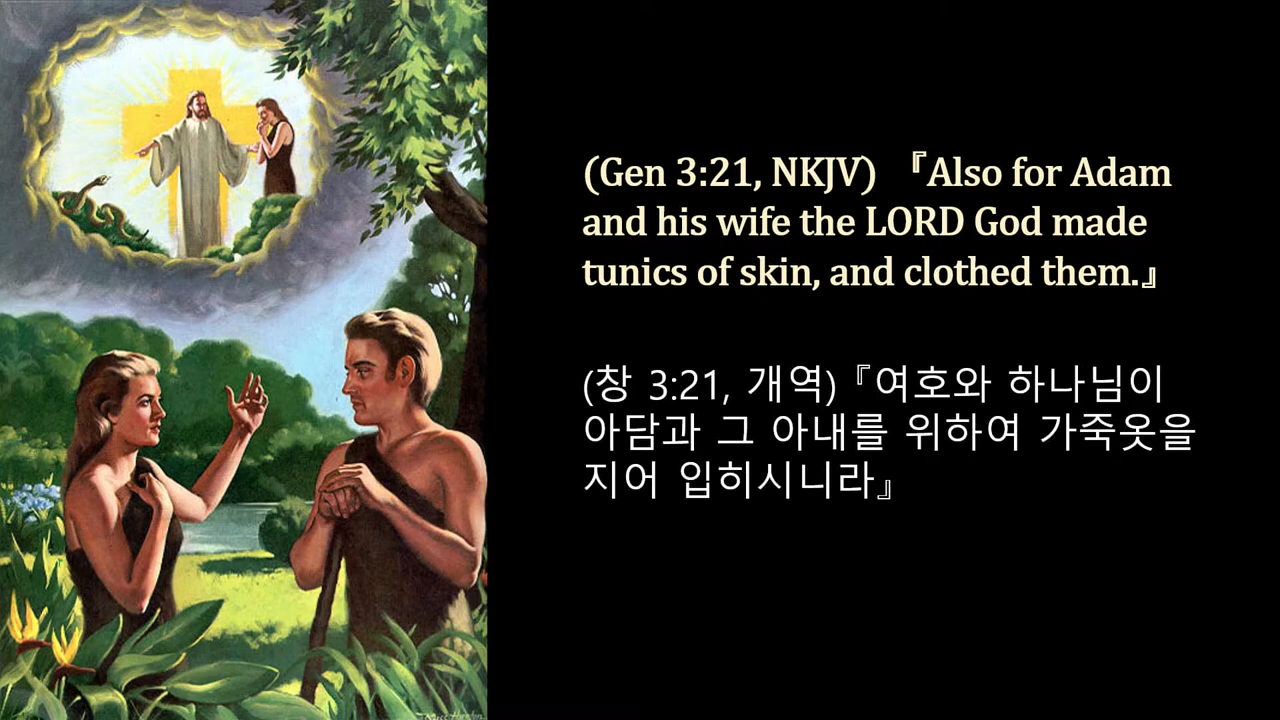 (Gen 3:21, NKJV) 『Also for Adam
and his wife the LORD God made
tunics of skin, and clothed them.』
(창 3:21, 개역)『여호와 하나님이
아담과 그 아내를 위하여 가죽옷을
지어 입히시니라』